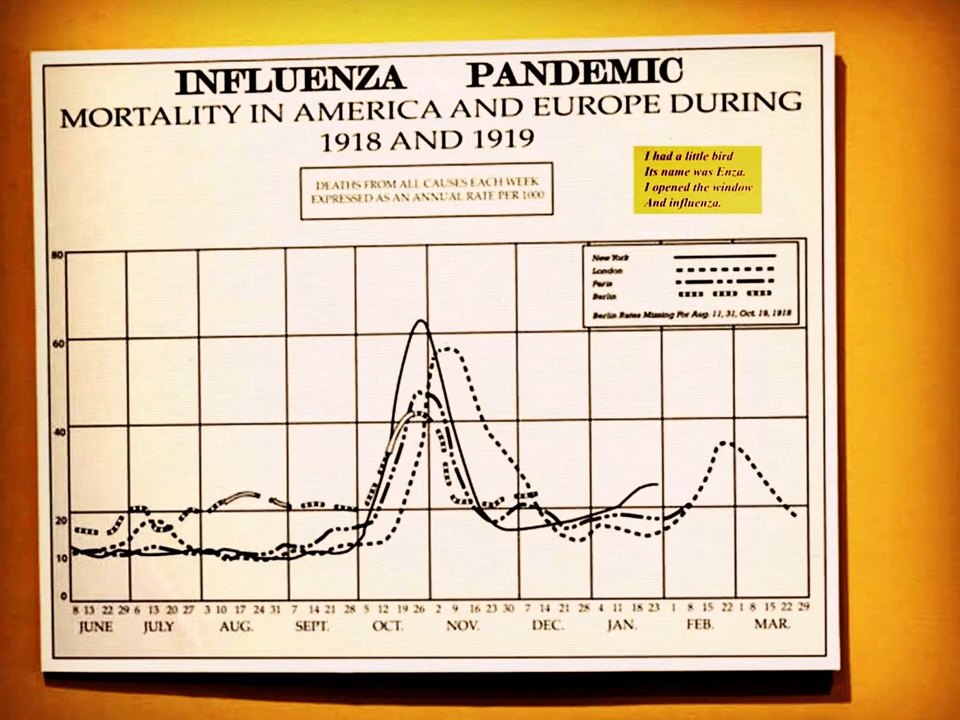 INFLUENZA PANDEMIC
MORTALITY IN AMERICA AND EUROPE DURING
1918 AND 1919
DEATHS FROM ALL CAUSES EACH WEEK
EXPRESSED AS AN ANNUAL RATE PER 1000
I had a little bird
Its name was Enza.
I opened the window
And influenza.
New York
London
Paris
Berlin
Berlin Rates Missing For Aug. 11, 31, Oct. 19, 1918
80
60
40
20
10
0
8 13 22 29 6 13 20 27 3 10 17 24 31 7 14 21 28 5 12 19 26 2 9 16 23 30 7 14 21 28 4 11 18 23 1 8 15 22 1 8 15 22 29
JUNE JULY AUG. SEPT. OCT. NOV. DEC. JAN. FEB. MAR.